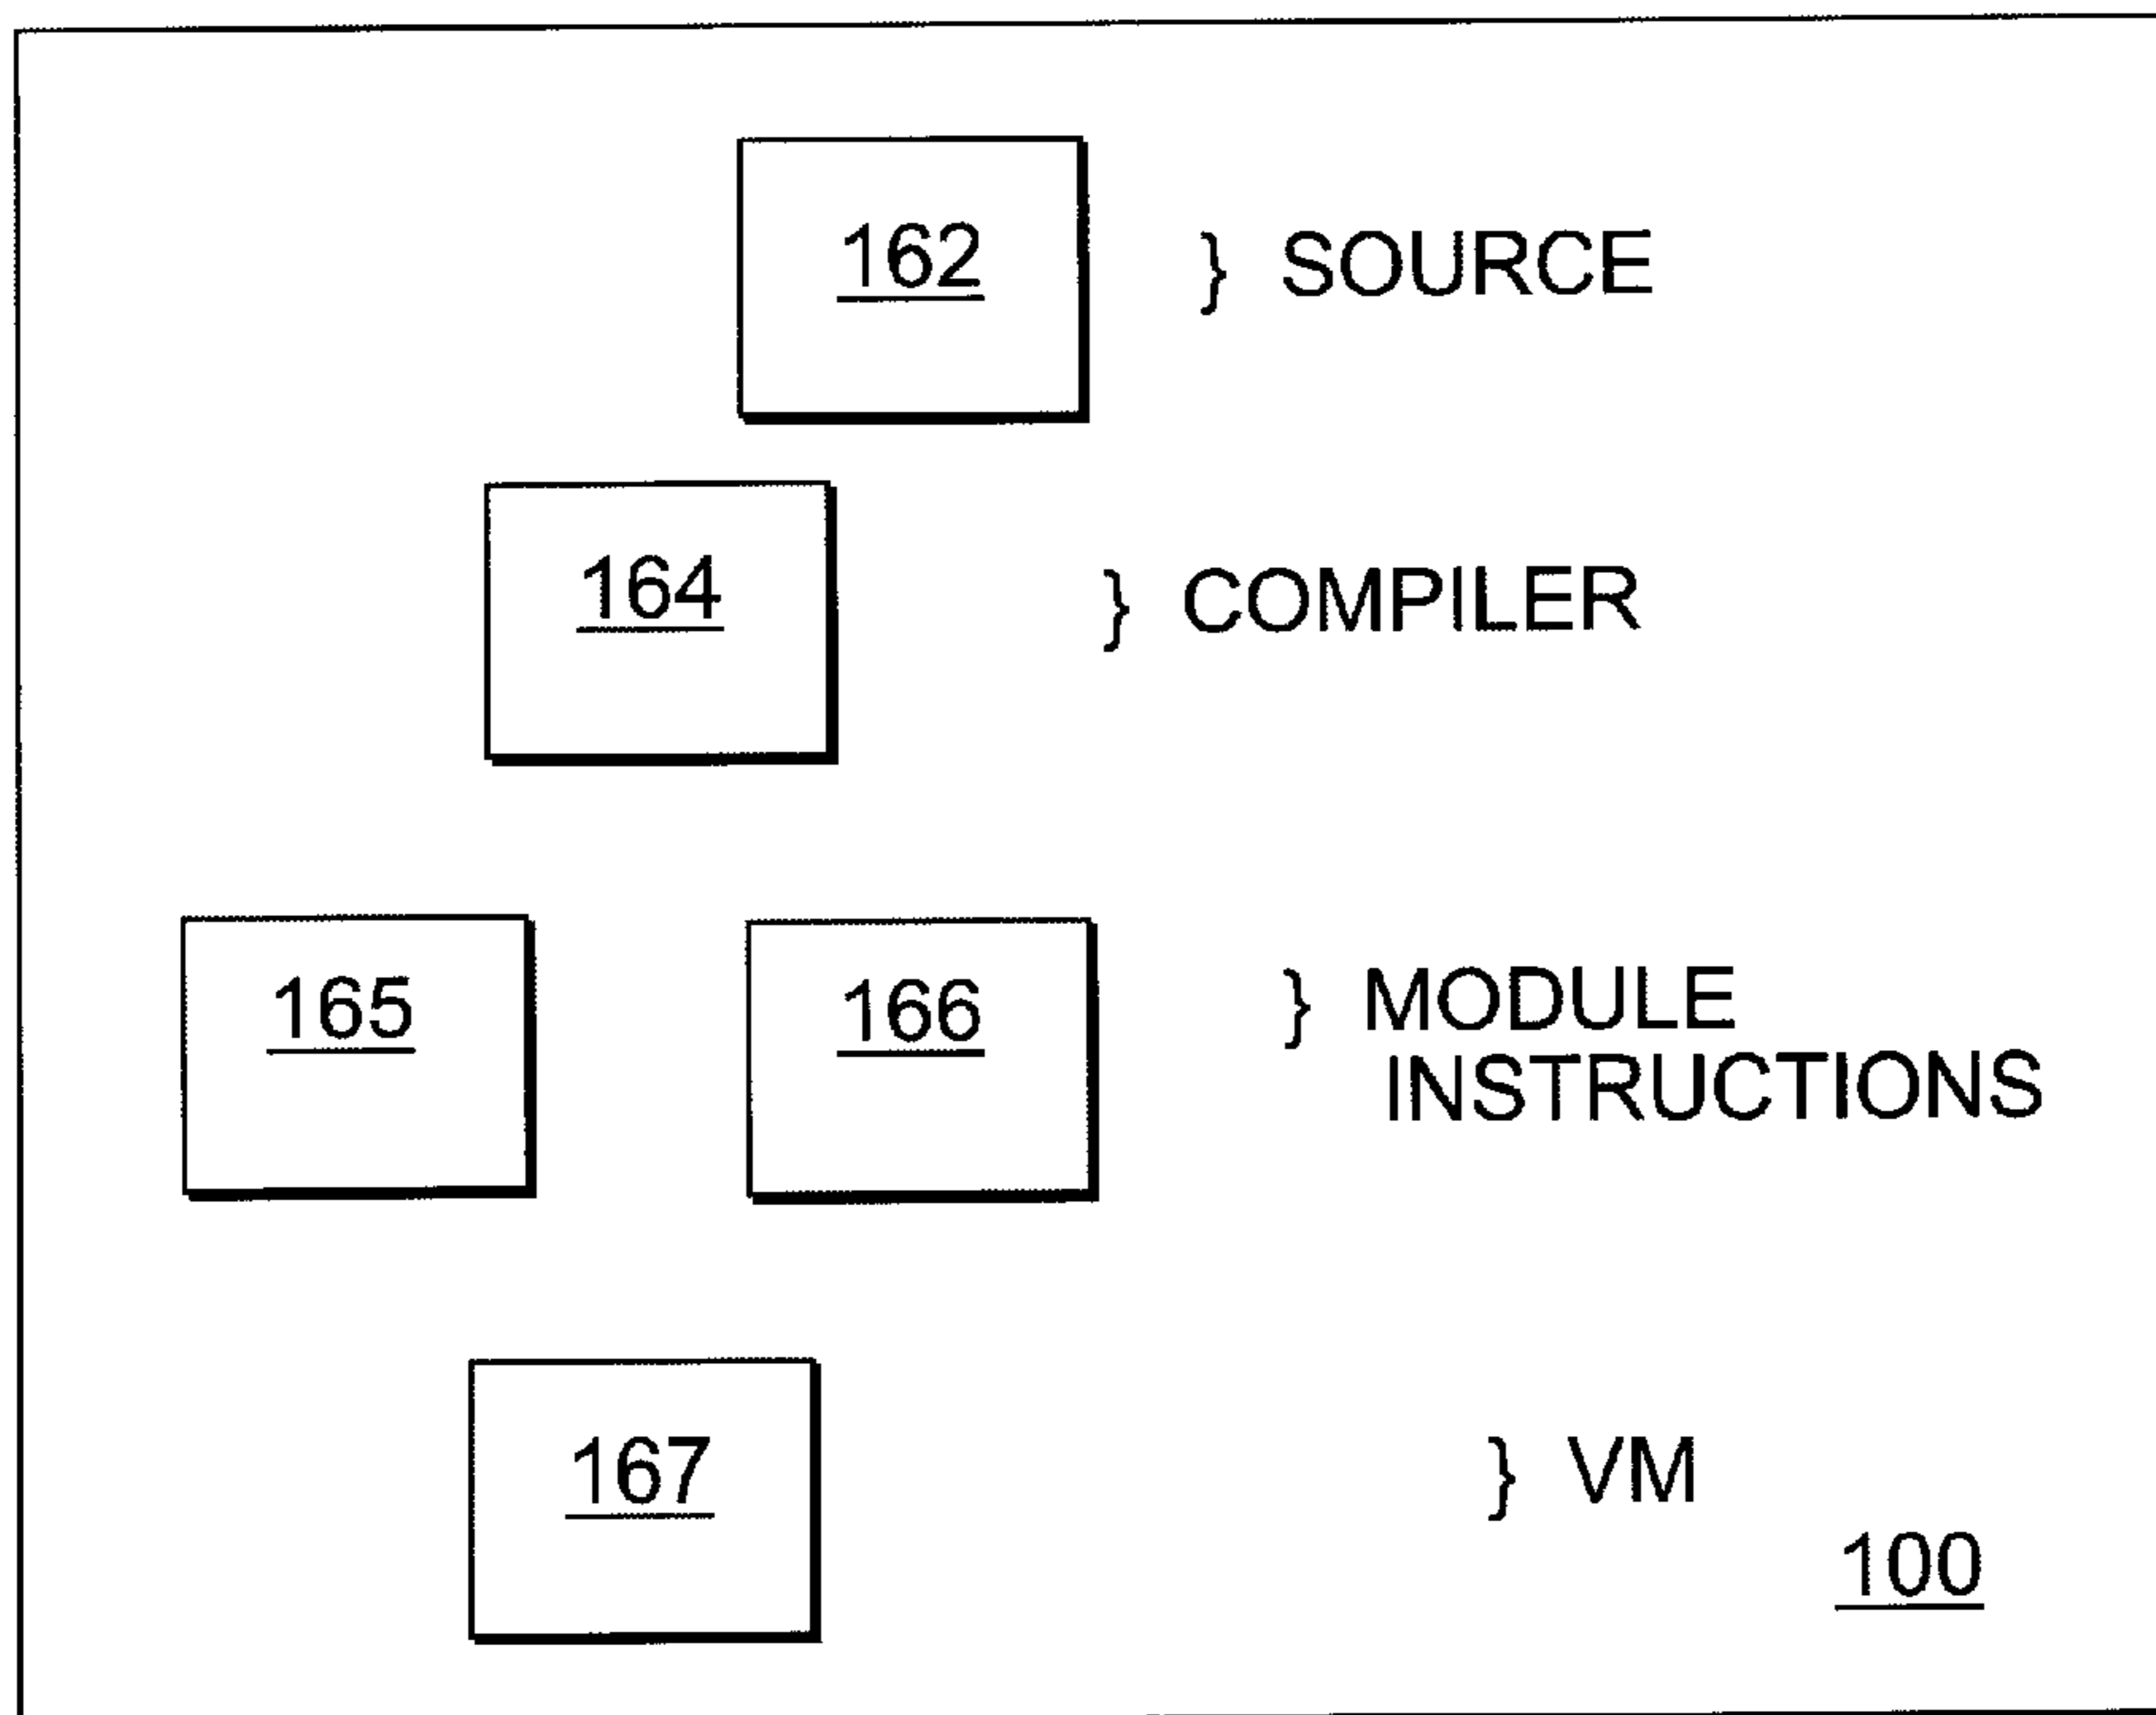 162 } SOURCE
164 } COMPILER
165 166 } MODULE
INSTRUCTIONS
167 } VM
100